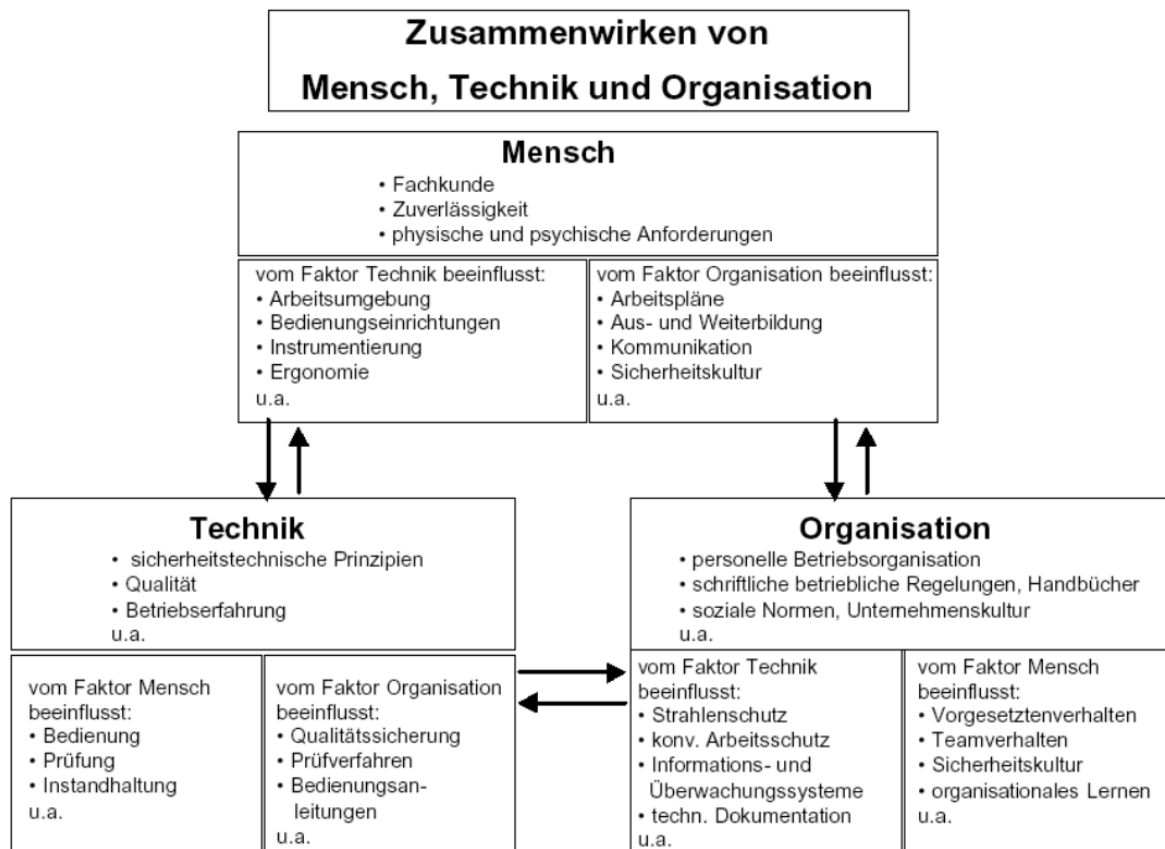 Zusammenwirken von
Mensch, Technik und Organisation
Mensch
• Fachkunde
• Zuverlässigkeit
• physische und psychische Anforderungen
vom Faktor Technik beeinflusst:
• Arbeitsumgebung
• Bedienungseinrichtungen
• Instrumentierung
• Ergonomie
u.a.
vom Faktor Organisation beeinflusst:
• Arbeitspläne
• Aus- und Weiterbildung
• Kommunikation
• Sicherheitskultur
u.a.
Technik
• sicherheitstechnische Prinzipien
• Qualität
• Betriebserfahrung
u.a.
vom Faktor Mensch
beeinflusst:
• Bedienung
• Prüfung
• Instandhaltung
u.a.
vom Faktor Organisation
beeinflusst:
• Qualitätssicherung
• Prüfverfahren
• Bedienungsan-
leitungen
u.a.
Organisation
• personelle Betriebsorganisation
• schriftliche betriebliche Regelungen, Handbücher
• soziale Normen, Unternehmenskultur
u.a.
vom Faktor Technik
beeinflusst:
• Strahlenschutz
• konv. Arbeitsschutz
• Informations- und
Überwachungssysteme
• techn. Dokumentation
u.a.
vom Faktor Mensch
beeinflusst:
• Vorgesetztenverhalten
• Teamverhalten
• Sicherheitskultur
• organisationales Lernen
u.a.